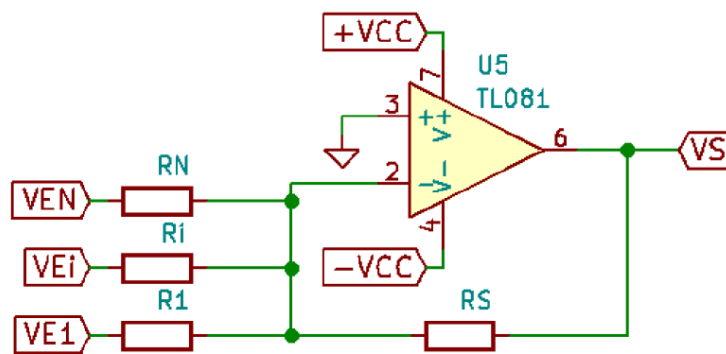 +VCC
U5
TL081
7
V+
3
+
6
VS
2
-
V-
4
-VCC
RN
VEN
Ri
VEi
R1
VE1
RS